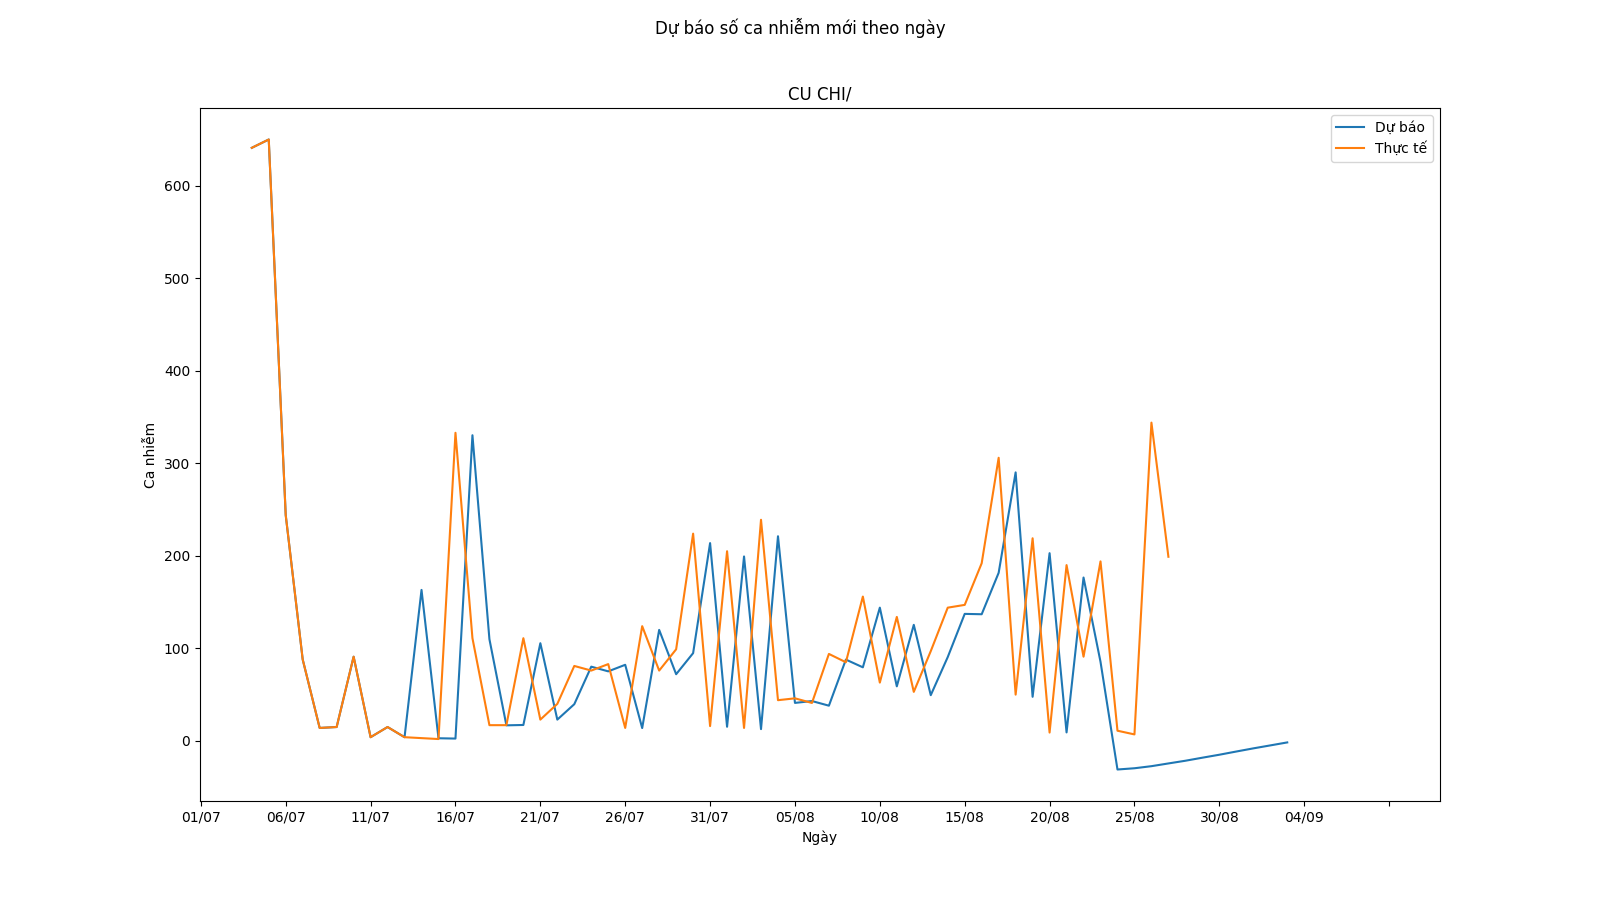 Dự báo số ca nhiễm mới theo ngày
CU CHI/
Dự báo
Thực tế
600
500
400
300
200
100
0
Ca nhiễm
01/07 06/07 11/07 16/07 21/07 26/07 31/07 05/08 10/08 15/08 20/08 25/08 30/08 04/09
Ngày